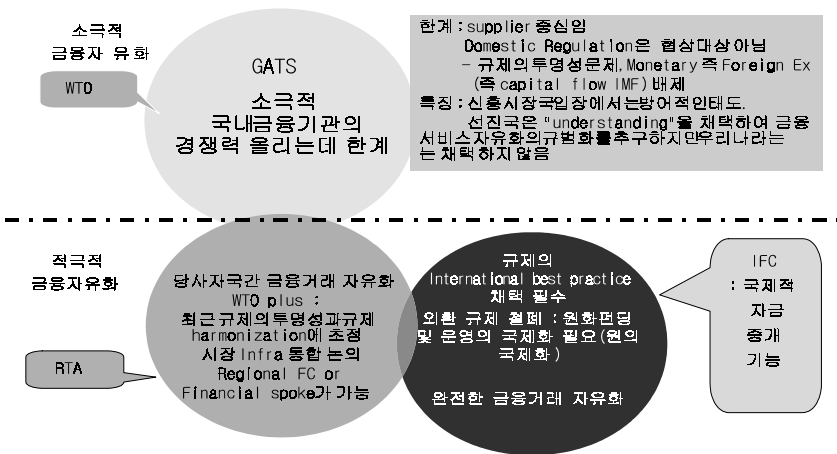 소극적
금융자 유화
WTO
GATS
소극적
국내금융기관의
경쟁력 올리는데 한계
한계 : supplier 중심임
Domestic Regulation은 협상대상아님
- 규제의투명성문제, Monetary 즉 Foreign Ex
(즉 capital flow IMF) 배제
특징 : 신흥시장국입장에서는방어적인태도.
선진국은 "understanding"을 채택하여 금융
서비스자유화의규범화를추구하지만우리나라는
는 채택하지않음
적극적
금융자유화
RTA
당사자국간 금융거래 자유화
WTO plus :
최근규제의투명성과규제
harmonization에 초점
시장 Infra 통합 논의
Regional FC or
Financial spoke가 가능
규제의
International best practice
채택 필수
외환 규제 철폐 : 원화펀딩
및 운영의 국제화 필요(원의
국제화)
완전한 금융거래 자유화
IFC
: 국제적
자금
중개
기능